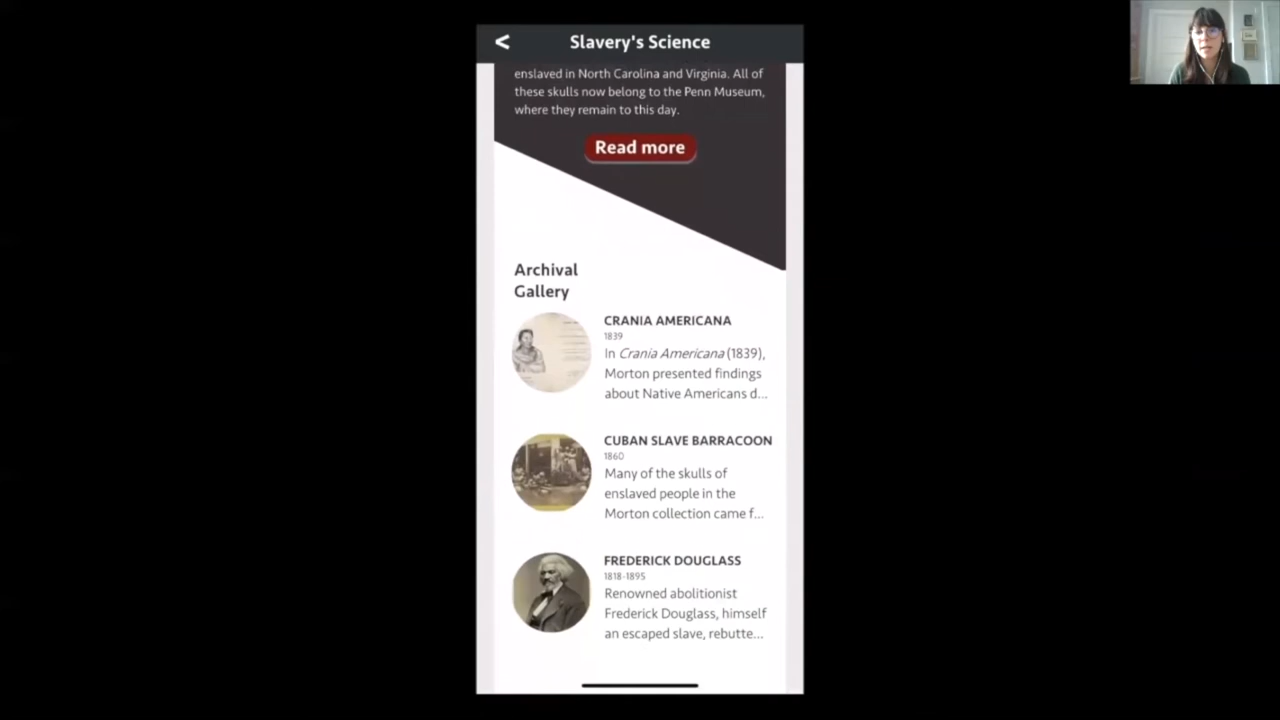 <
Slavery's Science
enslaved in North Carolina and Virginia. All of
these skulls now belong to the Penn Museum,
where they remain to this day.
Read more
Archival
Gallery
CRANIA AMERICANA
1839
In Crania Americana (1839),
Morton presented findings
about Native Americans d...
CUBAN SLAVE BARRACOON
1860
Many of the skulls of
enslaved people in the
Morton collection came f...
FREDERICK DOUGLASS
1818-1895
Renowned abolitionist
Frederick Douglass, himself
an escaped slave, rebutte...